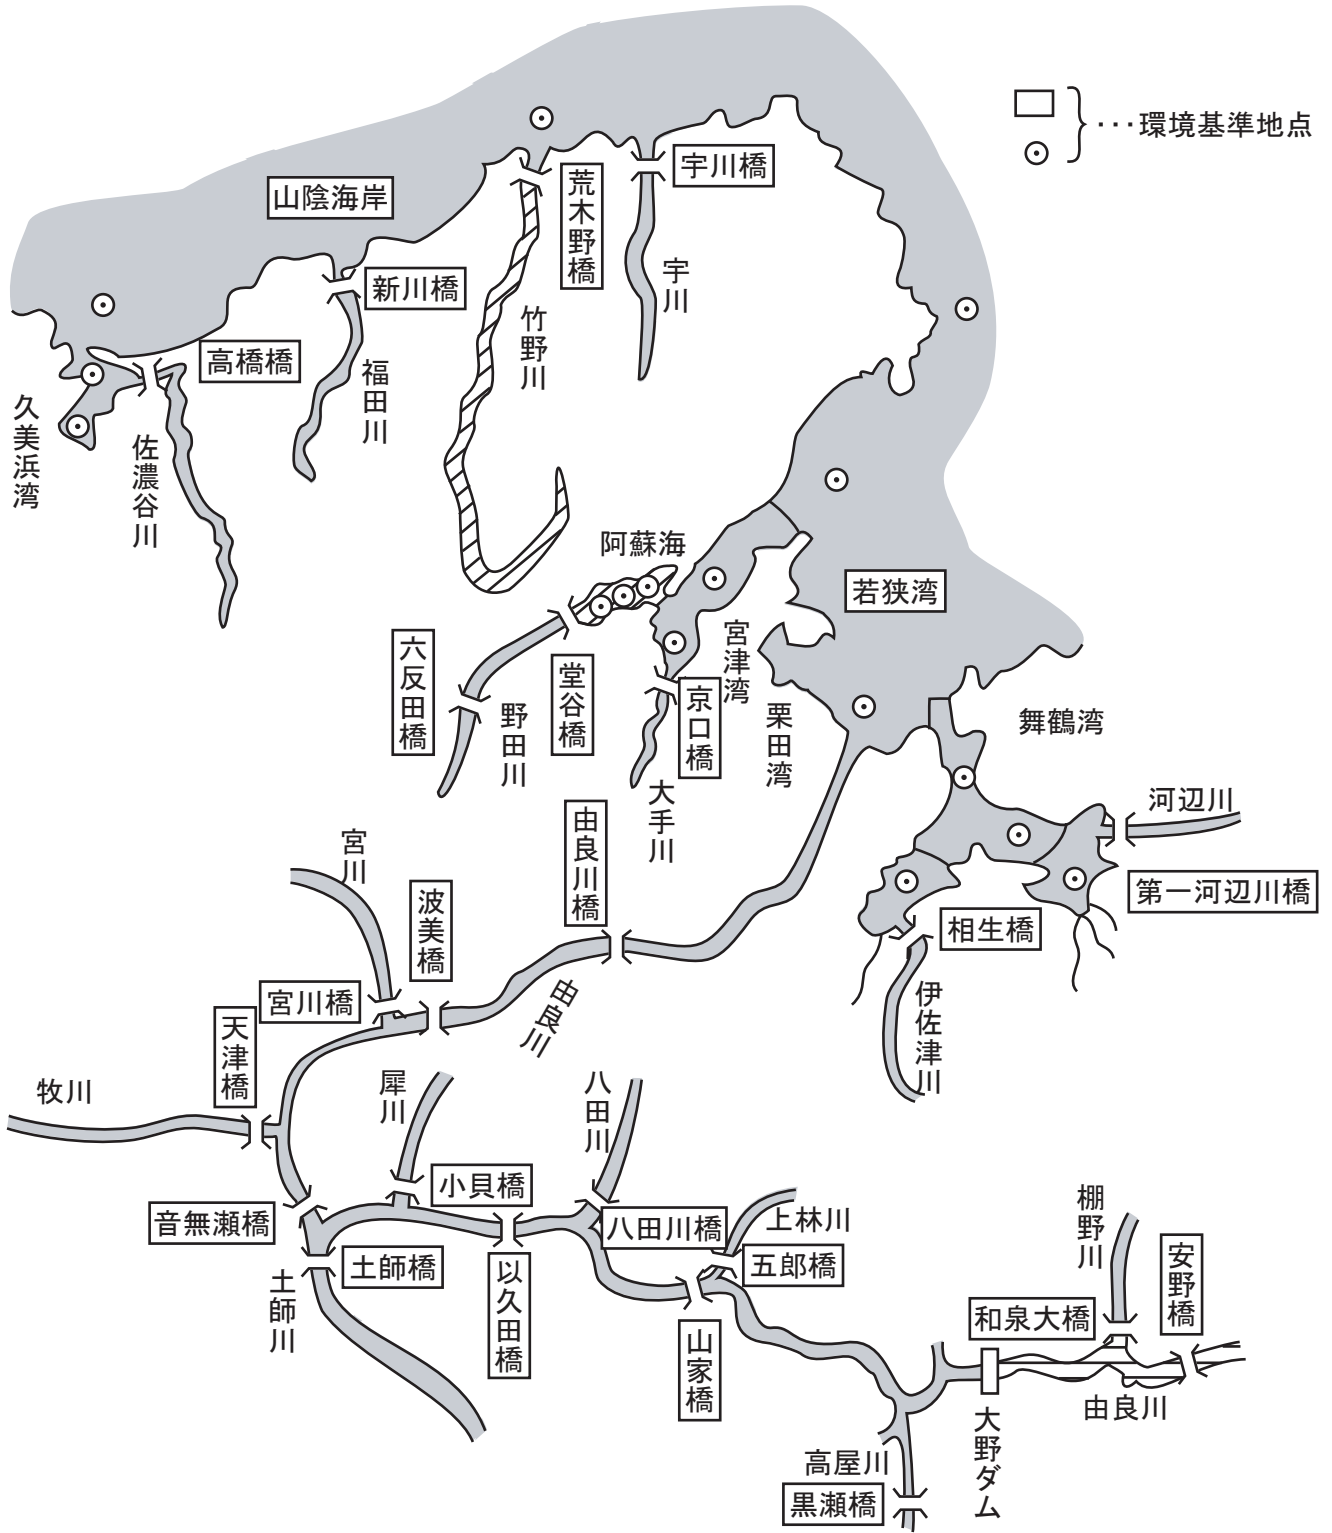 ･･･環境基準地点
宇川橋
山陰海岸
荒木野橋
新川橋
宇川
竹野川
高橋橋
福田川
久美浜湾
佐濃谷川
阿蘇海
若狭湾
宮津湾
六反田橋
堂谷橋
京口橋
野田川
栗田湾
舞鶴湾
大手川
河辺川
由良川橋
宮川
第一河辺川橋
波美橋
相生橋
宮川橋
由良川
伊佐津川
天津橋
牧川
犀川
八田川
小貝橋
音無瀬橋
八田川橋
上林川
棚野川
土師橋
五郎橋
安野橋
土師川
以久田橋
和泉大橋
山家橋
由良川
大野ダム
高屋川
黒瀬橋